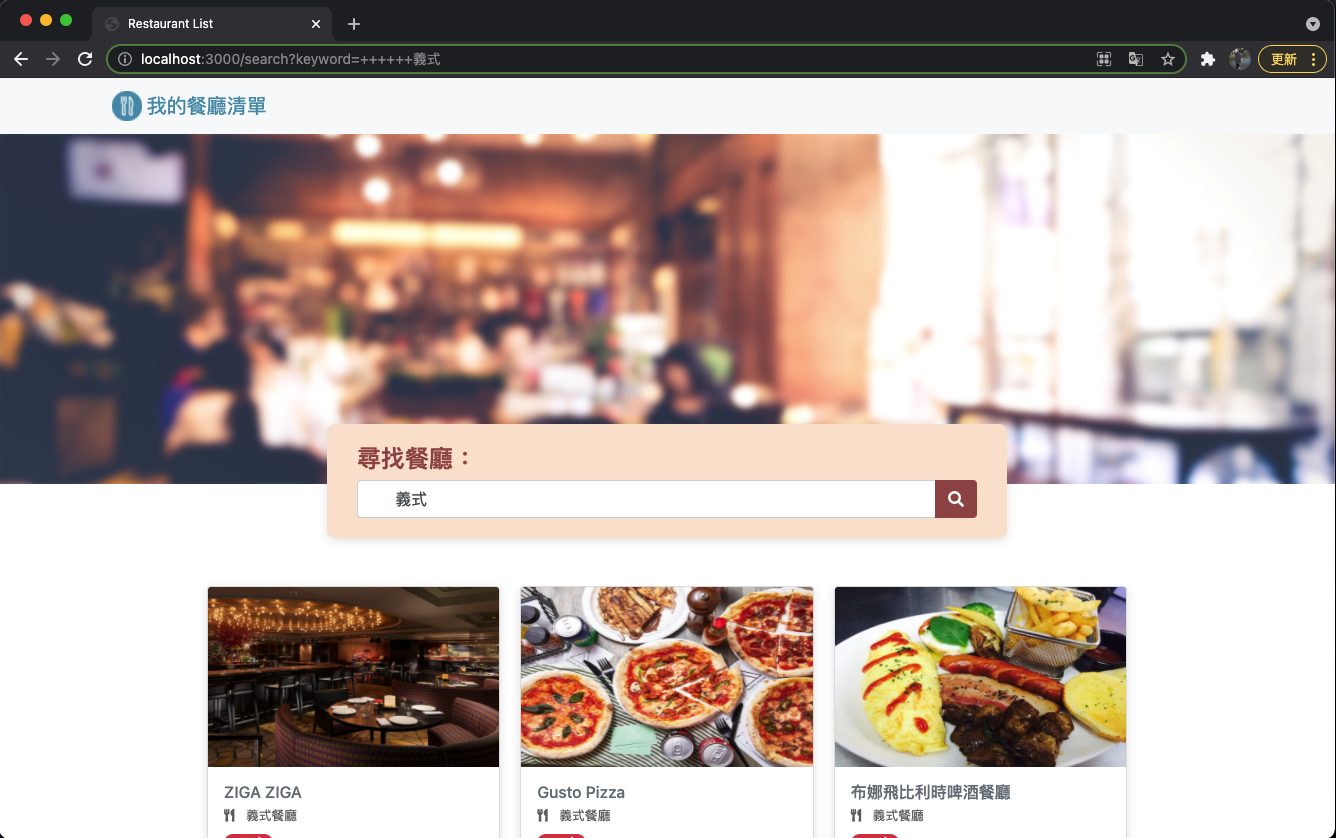 Restaurant List
localhost:3000/search?keyword=++++++義式
更新
我的餐廳清單
尋找餐廳：
義式
ZIGA ZIGA
義式餐廳
Gusto Pizza
義式餐廳
布娜飛比利時啤酒餐廳
義式餐廳